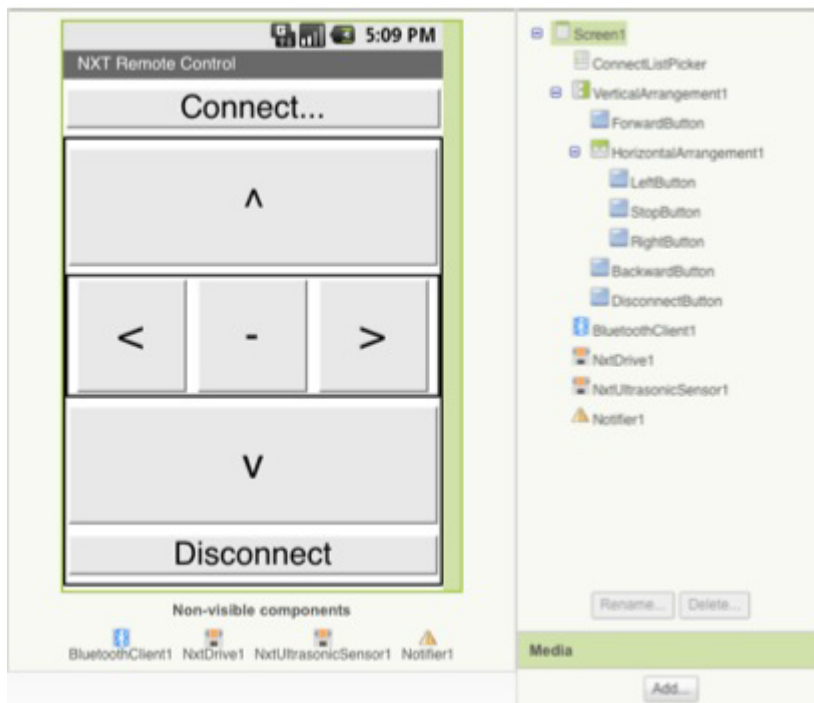 5:09 PM
NXT Remote Control
Connect...
^
< - >
v
Disconnect
Non-visible components
BluetoothClient1 NxtDrive1 NxtUltrasonicSensor1 Notifier1
Screen1
ConnectListPicker
VerticalArrangement1
ForwardButton
HorizontalArrangement1
LeftButton
StopButton
RightButton
BackwardButton
DisconnectButton
BluetoothClient1
NxtDrive1
NxtUltrasonicSensor1
Notifier1
Rename... Delete...
Media
Add...